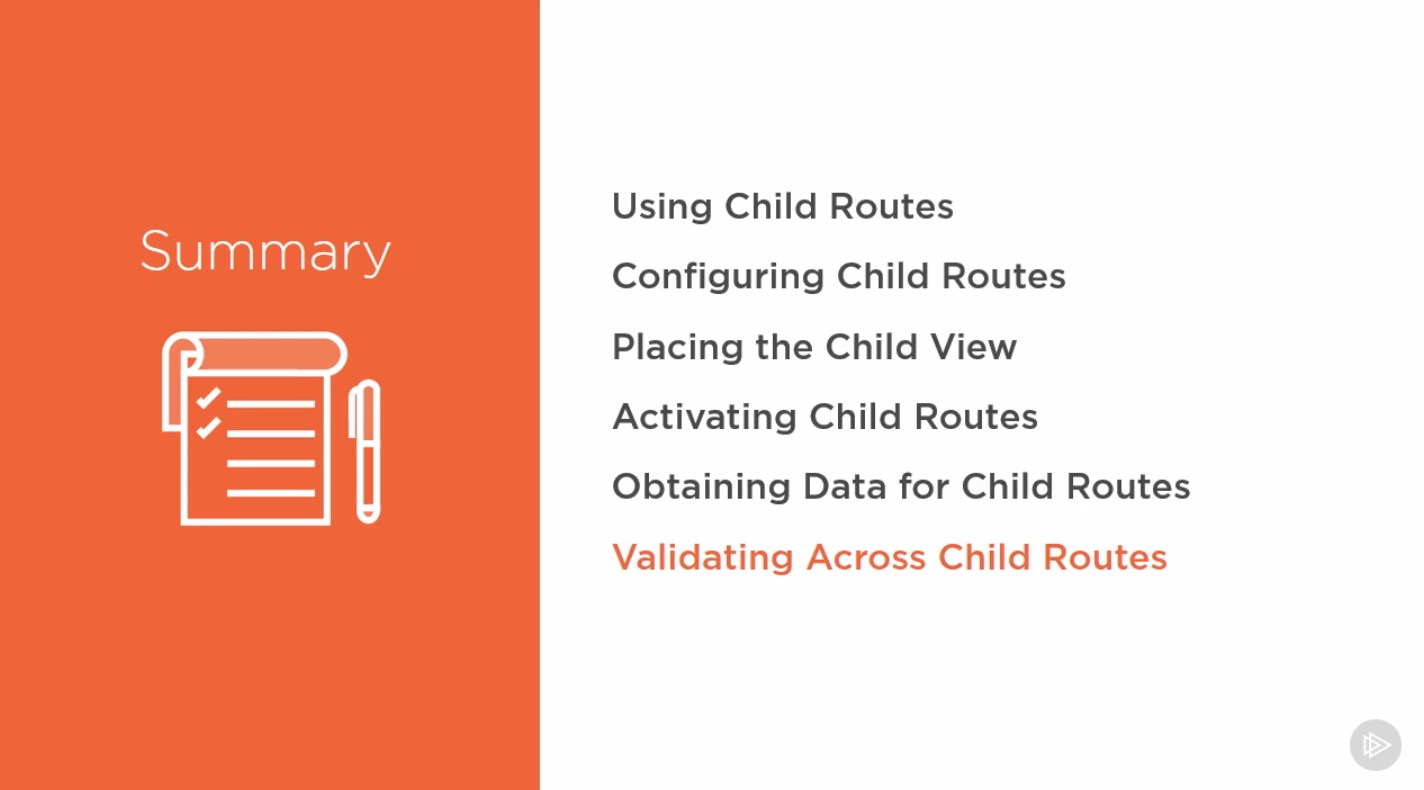 Summary
Using Child Routes
Configuring Child Routes
Placing the Child View
Activating Child Routes
Obtaining Data for Child Routes
Validating Across Child Routes